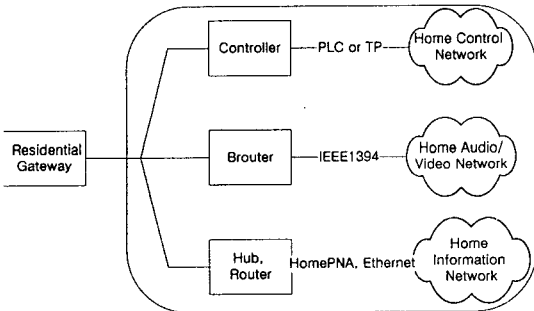 Controller
PLC or TP
Home Control
Network
Residential
Gateway
Brouter
IEEE1394
Home Audio/
Video Network
Hub,
Router
HomePNA, Ethernet
Home
Information
Network